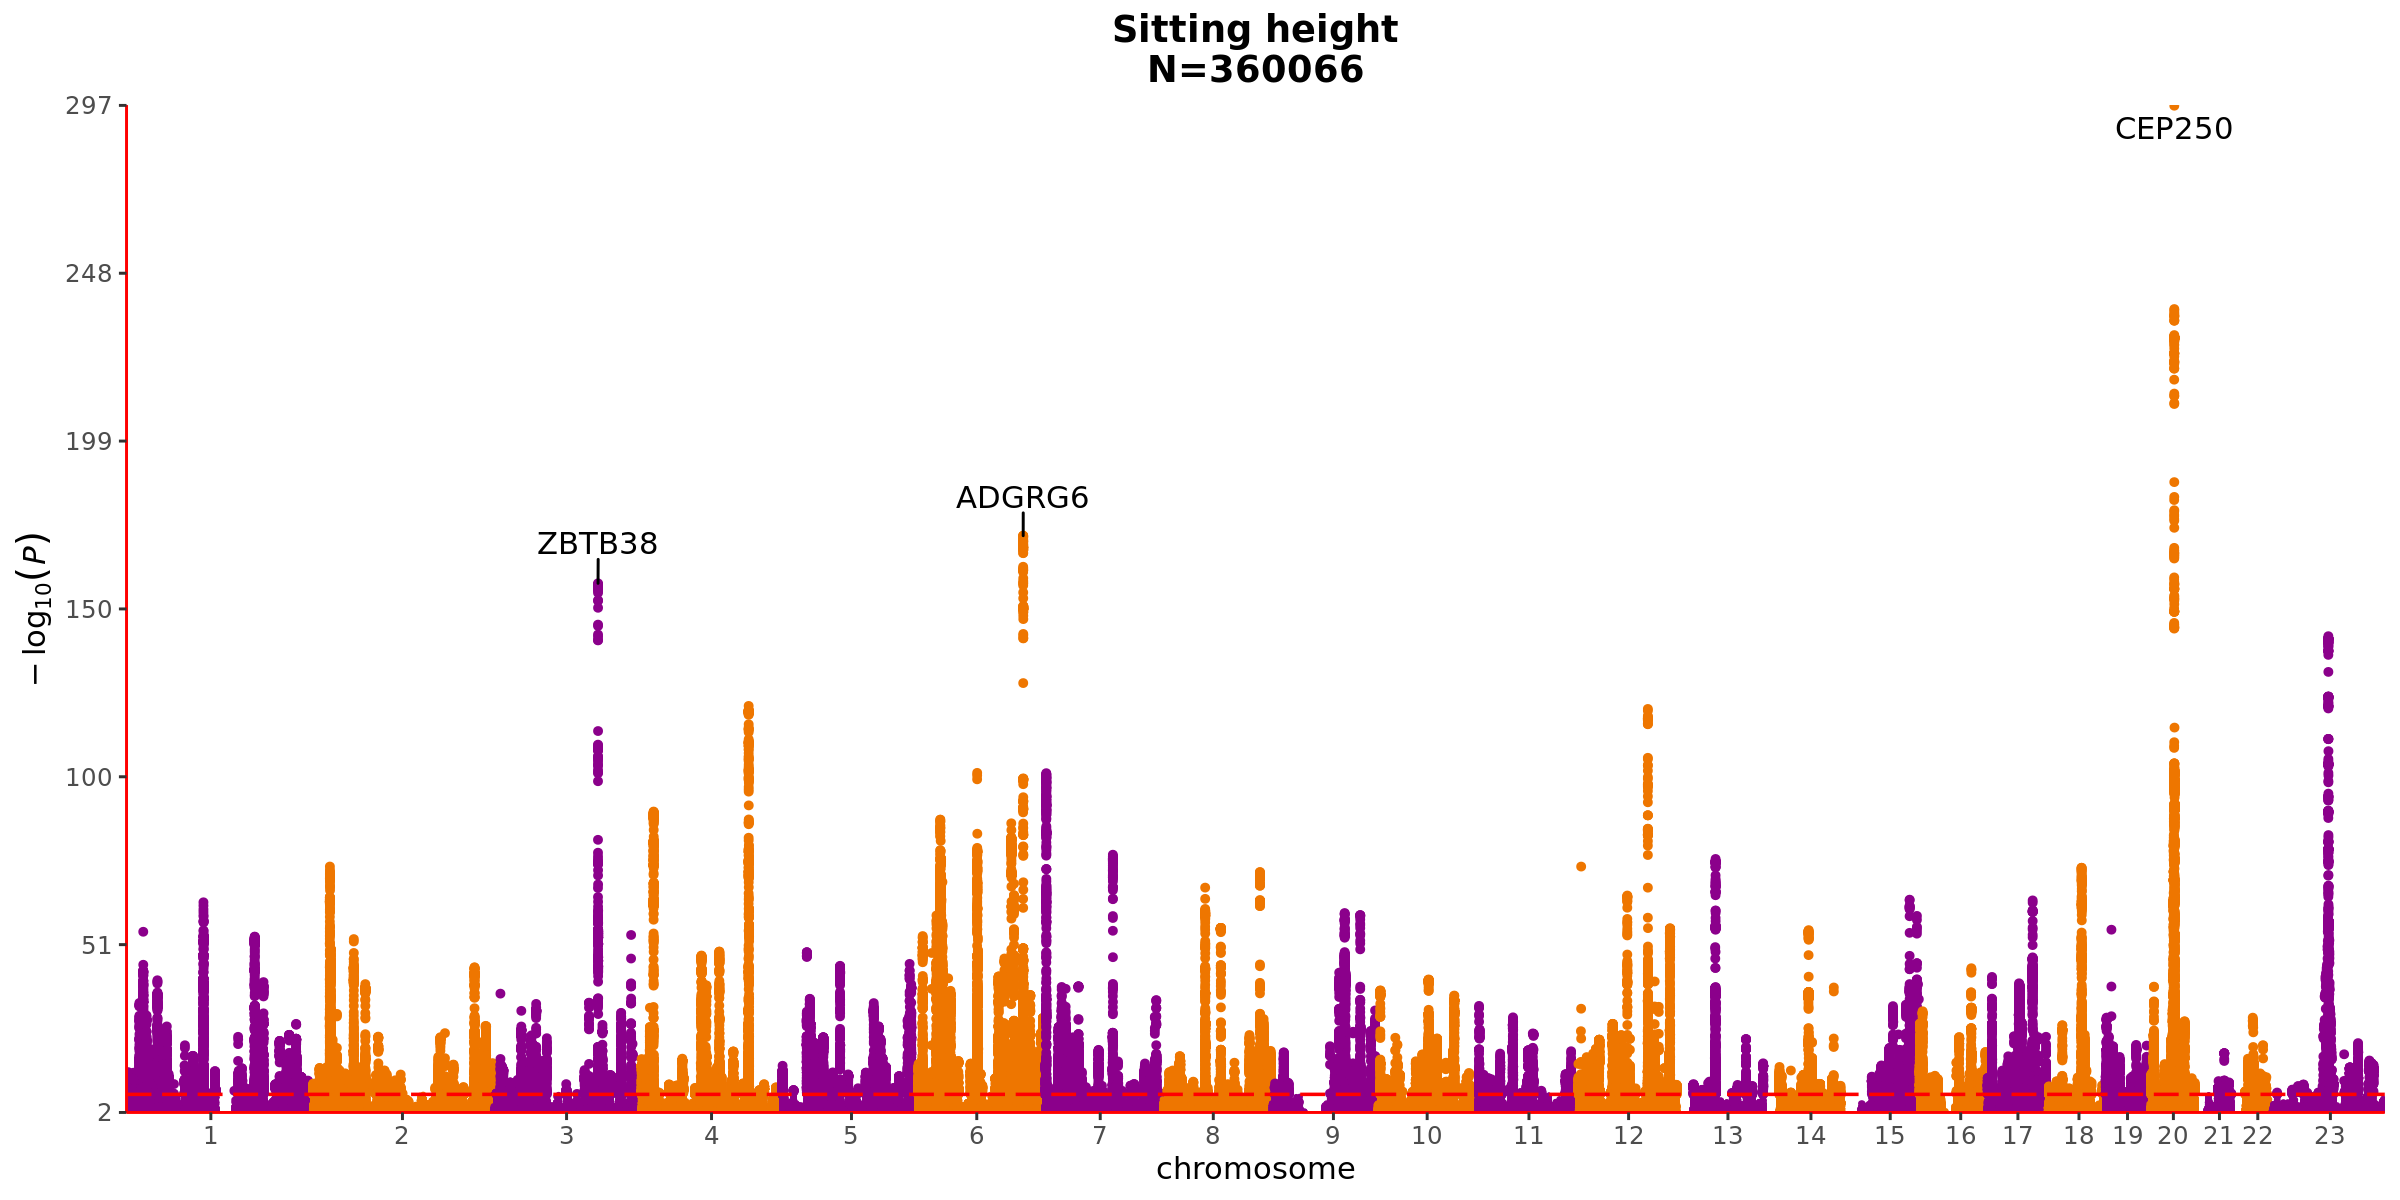 Sitting height
N=360066
297
CEP250
248
199
ADGRG6
ZBTB38
150
−log10(P)
100
51
2
1 2 3 4 5 6 7 8 9 10 11 12 13 14 15 16 17 18 19 20 21 22 23
chromosome